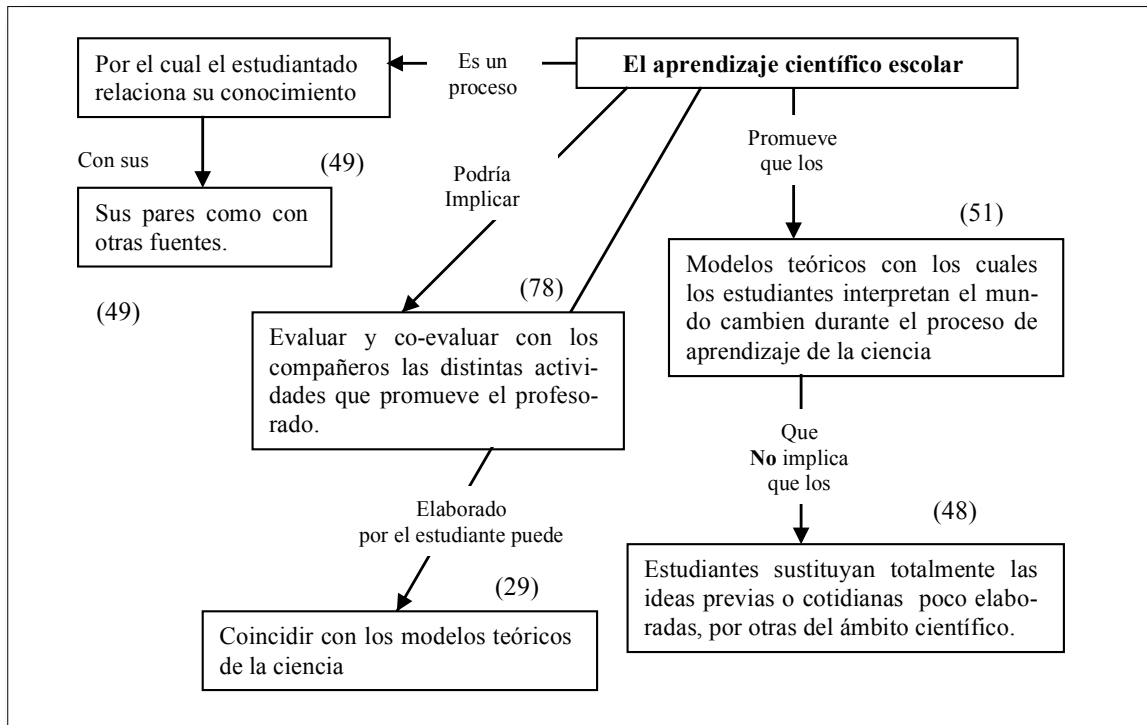 El aprendizaje científico escolar
Es un
proceso
Por el cual el estudiantado
relaciona su conocimiento
Con sus
(49)
Sus pares como con
otras fuentes.
(49)
Podría
Implicar
(78)
Evaluar y co-evaluar con los
compañeros las distintas activi-
dades que promueve el profeso-
rado.
Elaborado
por el estudiante puede
(29)
Coincidir con los modelos teóricos
de la ciencia
Promueve
que los
(51)
Modelos teóricos con los cuales
los estudiantes interpretan el mun-
do cambien durante el proceso de
aprendizaje de la ciencia
Que
No implica
que los
(48)
Estudiantes sustituyan totalmente las
ideas previas o cotidianas poco elabo-
radas, por otras del ámbito científico.